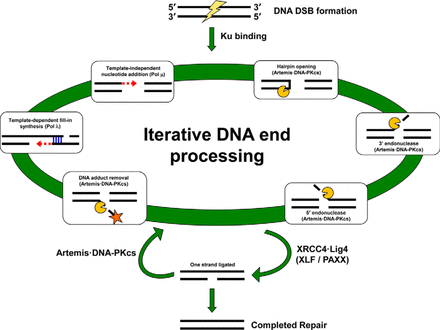 5′ 3′
3′ 5′
DNA DSB formation
Ku binding
Template-independent
nucleotide addition (Pol μ)
Hairpin opening
(Artemis·DNA-PKcs)
Template-dependent fill-in
synthesis (Pol λ)
Iterative DNA end
processing
3′ endonuclease
(Artemis·DNA-PKcs)
DNA adduct removal
(Artemis·DNA-PKcs)
5′ endonuclease
(Artemis·DNA-PKcs)
Artemis·DNA-PKcs
One strand ligated
XRCC4·Lig4
(XLF / PAXX)
Completed Repair